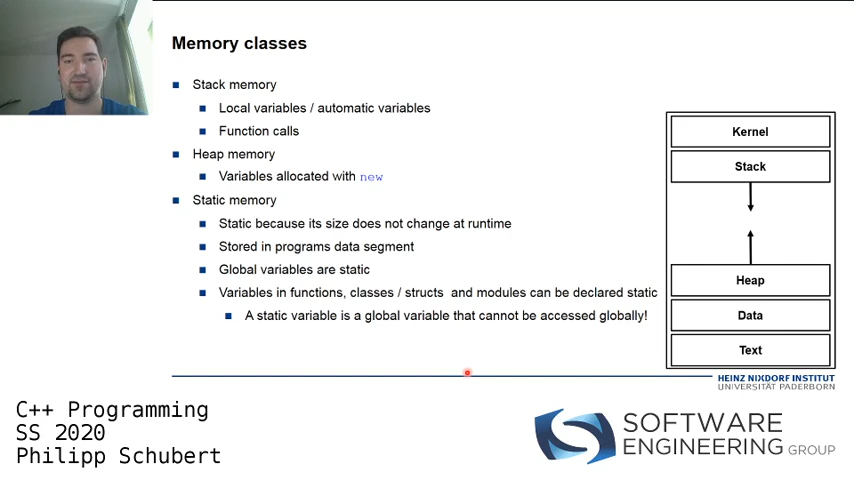 Memory classes
Stack memory
Local variables / automatic variables
Function calls
Heap memory
Variables allocated with new
Static memory
Static because its size does not change at runtime
Stored in programs data segment
Global variables are static
Variables in functions, classes / structs and modules can be declared static
A static variable is a global variable that cannot be accessed globally!
Kernel
Stack
Heap
Data
Text
HEINZ NIXDORF INSTITUT
UNIVERSITÄT PADERBORN
C++ Programming
SS 2020
Philipp Schubert
SOFTWARE
ENGINEERING GROUP